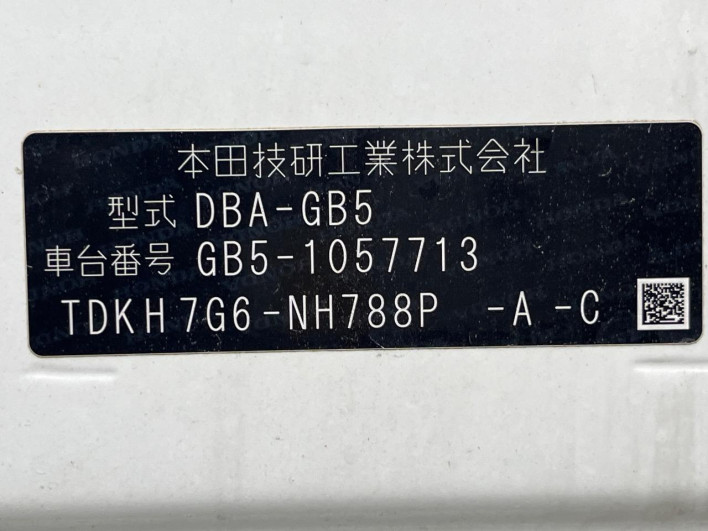 本田技研工業株式会社
型式 DBA-GB5
車台番号 GB5-1057713
TDKH7G6-NH788P -A -C